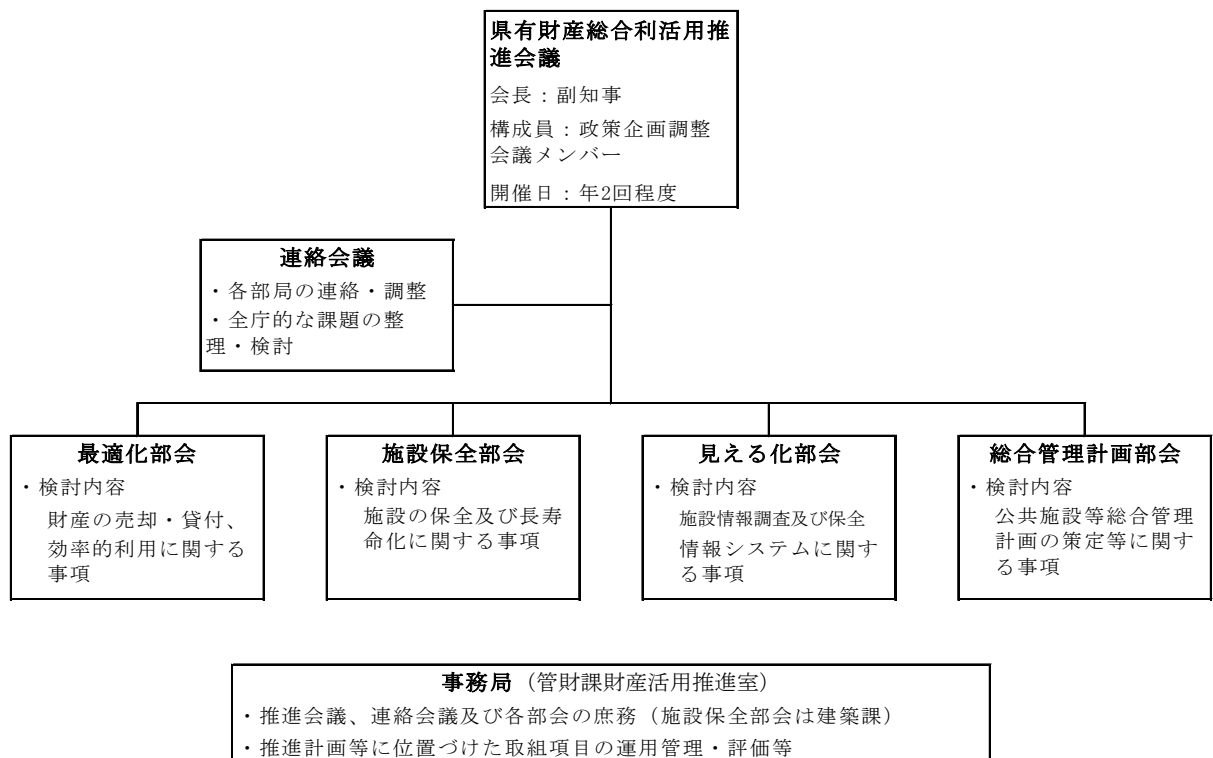 県有財産総合利活用推
進会議
会長：副知事
構成員：政策企画調整
会議メンバー
開催日：年2回程度
連絡会議
・各部局の連絡・調整
・全庁的な課題の整
理・検討
最適化部会
・検討内容
財産の売却・貸付、
効率的利用に関する
事項
施設保全部会
・検討内容
施設の保全及び長寿
命化に関する事項
見える化部会
・検討内容
施設情報調査及び保全
情報システムに関す
る事項
総合管理計画部会
・検討内容
公共施設等総合管理
計画の策定等に関す
る事項
事務局（管財課財産活用推進室）
・推進会議、連絡会議及び各部会の庶務（施設保全部会は建築課）
・推進計画等に位置づけた取組項目の運用管理・評価等